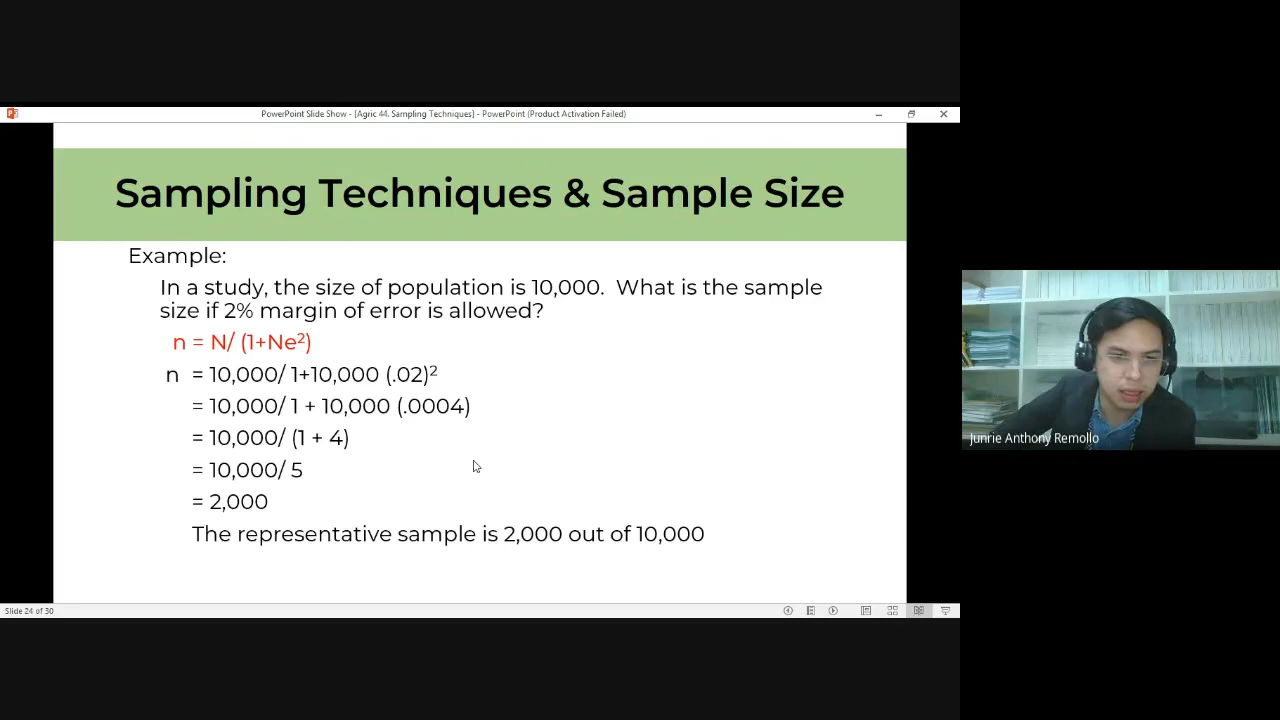 PowerPoint Slide Show - [Agric 44. Sampling Techniques] - PowerPoint (Product Activation Failed)
Sampling Techniques & Sample Size
Example:
In a study, the size of population is 10,000.  What is the sample
size if 2% margin of error is allowed?
n = N/ (1+Ne²)
n = 10,000/ 1+10,000 (.02)²
= 10,000/ 1 + 10,000 (.0004)
= 10,000/ (1 + 4)
= 10,000/ 5
= 2,000
The representative sample is 2,000 out of 10,000
Junrie Anthony Remollo
Slide 24 of 30